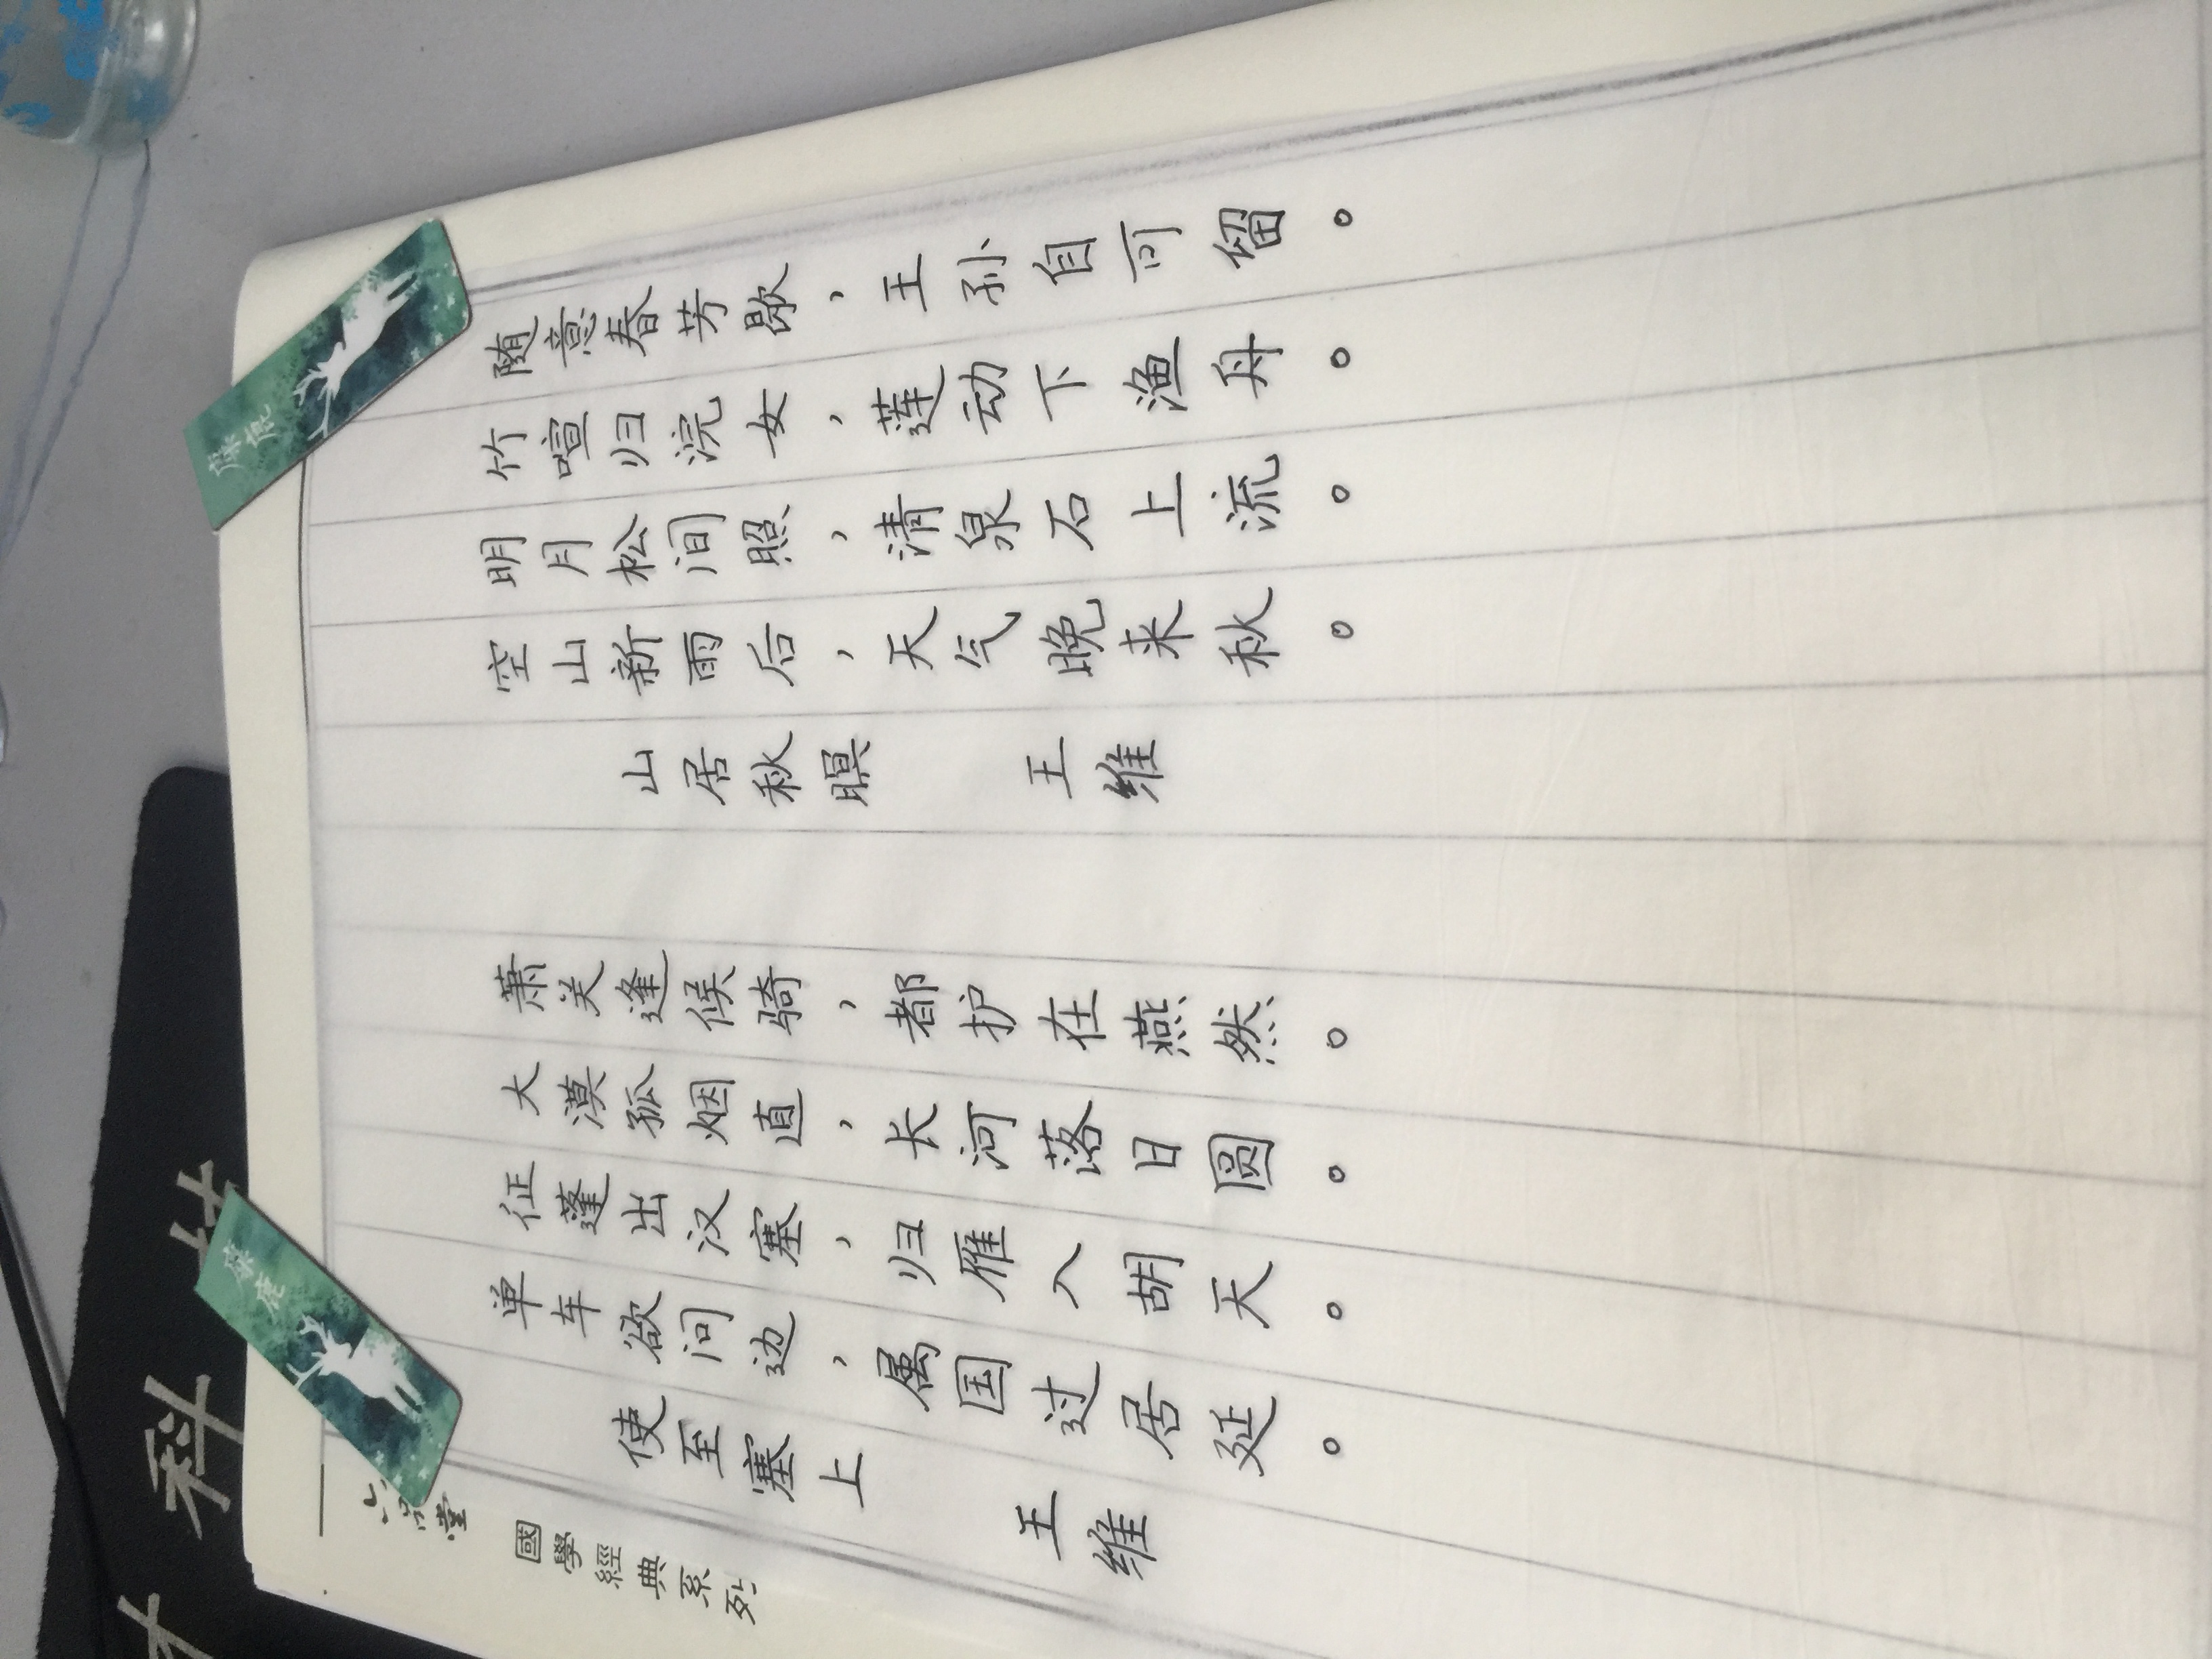 科技
麋鹿
麋鹿
六品堂
國學經典系列
使至塞上 王维
单车欲问边,属国过居延。
征蓬出汉塞,归雁入胡天。
大漠孤烟直,长河落日圆。
萧关逢候骑,都护在燕然。
山居秋暝 王维
空山新雨后,天气晚来秋。
明月松间照,清泉石上流。
竹喧归浣女,莲动下渔舟。
随意春芳歇,王孙自可留。